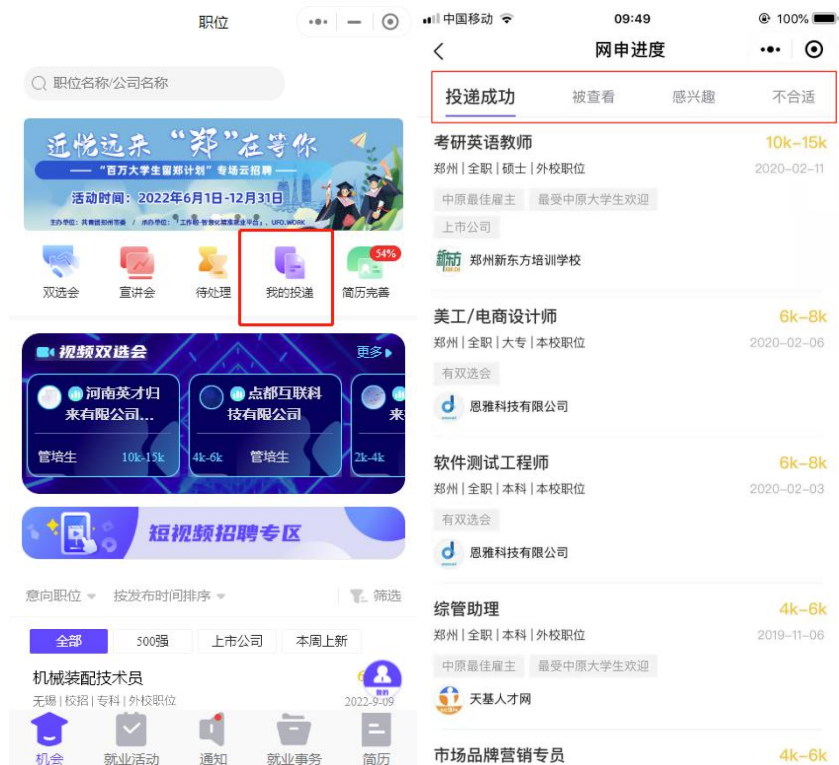 职位
职位名称/公司名称
近悦远来 “郑”在等你
“百万大学生留郑计划”专场云招聘
活动时间：2022年6月1日-12月31日
双选会
宣讲会
待处理
我的投递
54%
简历完善
视频双选会
更多
河南英才归来有限公司...
管培生 10k-15k
点都互联科技有限公司
4k-6k 管培生
来
2k-4k
短视频招聘专区
意向职位 按发布时间排序 筛选
全部 500强 上市公司 本周上新
机械装配技术员
无锡|校招|专科|外校职位 2022-9-09
我的
机会 就业活动 通知 就业事务 简历
中国移动 09:49 100%
网申进度
投递成功 被查看 感兴趣 不合适
考研英语教师 10k-15k
郑州|全职|硕士|外校职位 2020-02-11
中原最佳雇主 最受中原大学生欢迎
上市公司
郑州新东方培训学校
美工/电商设计师 6k-8k
郑州|全职|大专|本校职位 2020-02-06
有双选会
恩雅科技有限公司
软件测试工程师 6k-8k
郑州|全职|本科|本校职位 2020-02-03
有双选会
恩雅科技有限公司
综管助理 4k-6k
郑州|全职|本科|外校职位 2019-11-06
中原最佳雇主 最受中原大学生欢迎
天基人才网
市场品牌营销专员 4k-6k